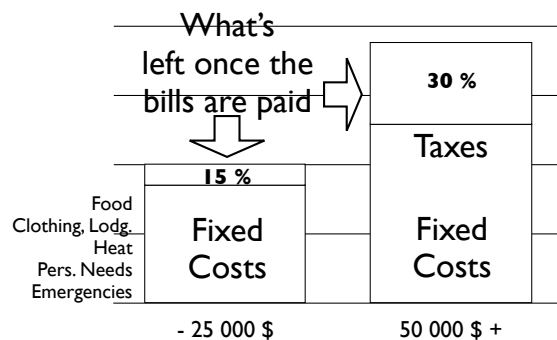 What's
left once the
bills are paid
30 %
15 %
Taxes
Food
Clothing, Lodg.
Heat
Pers. Needs
Emergencies
Fixed
Costs
Fixed
Costs
- 25 000 $
50 000 $ +